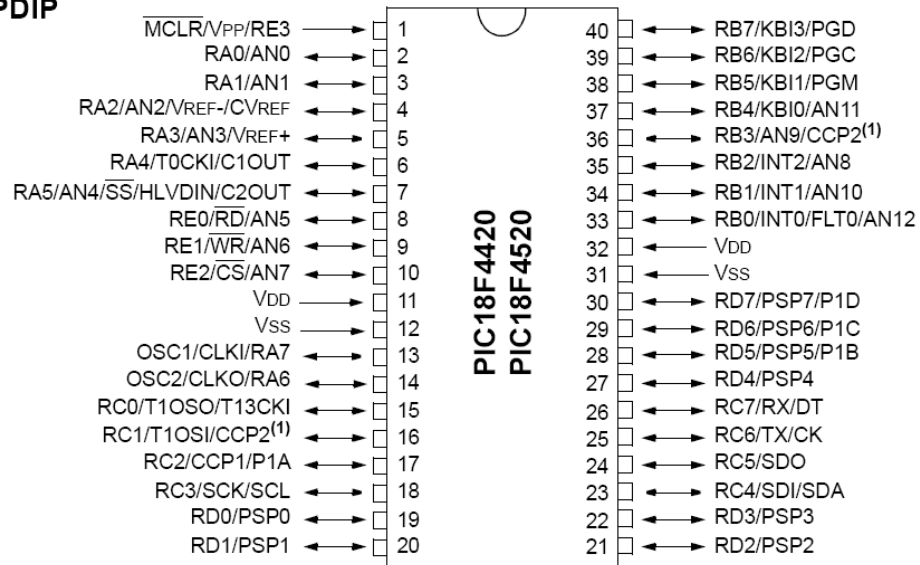 PDIP
MCLR/VPP/RE3 1 40 RB7/KBI3/PGD
RA0/AN0 2 39 RB6/KBI2/PGC
RA1/AN1 3 38 RB5/KBI1/PGM
RA2/AN2/VREF-/CVREF 4 37 RB4/KBI0/AN11
RA3/AN3/VREF+ 5 36 RB3/AN9/CCP2(1)
RA4/T0CKI/C1OUT 6 35 RB2/INT2/AN8
RA5/AN4/SS/HLVDIN/C2OUT 7 34 RB1/INT1/AN10
RE0/RD/AN5 8 33 RB0/INT0/FLT0/AN12
RE1/WR/AN6 9 32 VDD
RE2/CS/AN7 10 31 VSS
VDD 11 30 RD7/PSP7/P1D
VSS 12 29 RD6/PSP6/P1C
OSC1/CLKI/RA7 13 28 RD5/PSP5/P1B
OSC2/CLKO/RA6 14 27 RD4/PSP4
RC0/T1OSO/T13CKI 15 26 RC7/RX/DT
RC1/T1OSI/CCP2(1) 16 25 RC6/TX/CK
RC2/CCP1/P1A 17 24 RC5/SDO
RC3/SCK/SCL 18 23 RC4/SDI/SDA
RD0/PSP0 19 22 RD3/PSP3
RD1/PSP1 20 21 RD2/PSP2
PIC18F4420
PIC18F4520